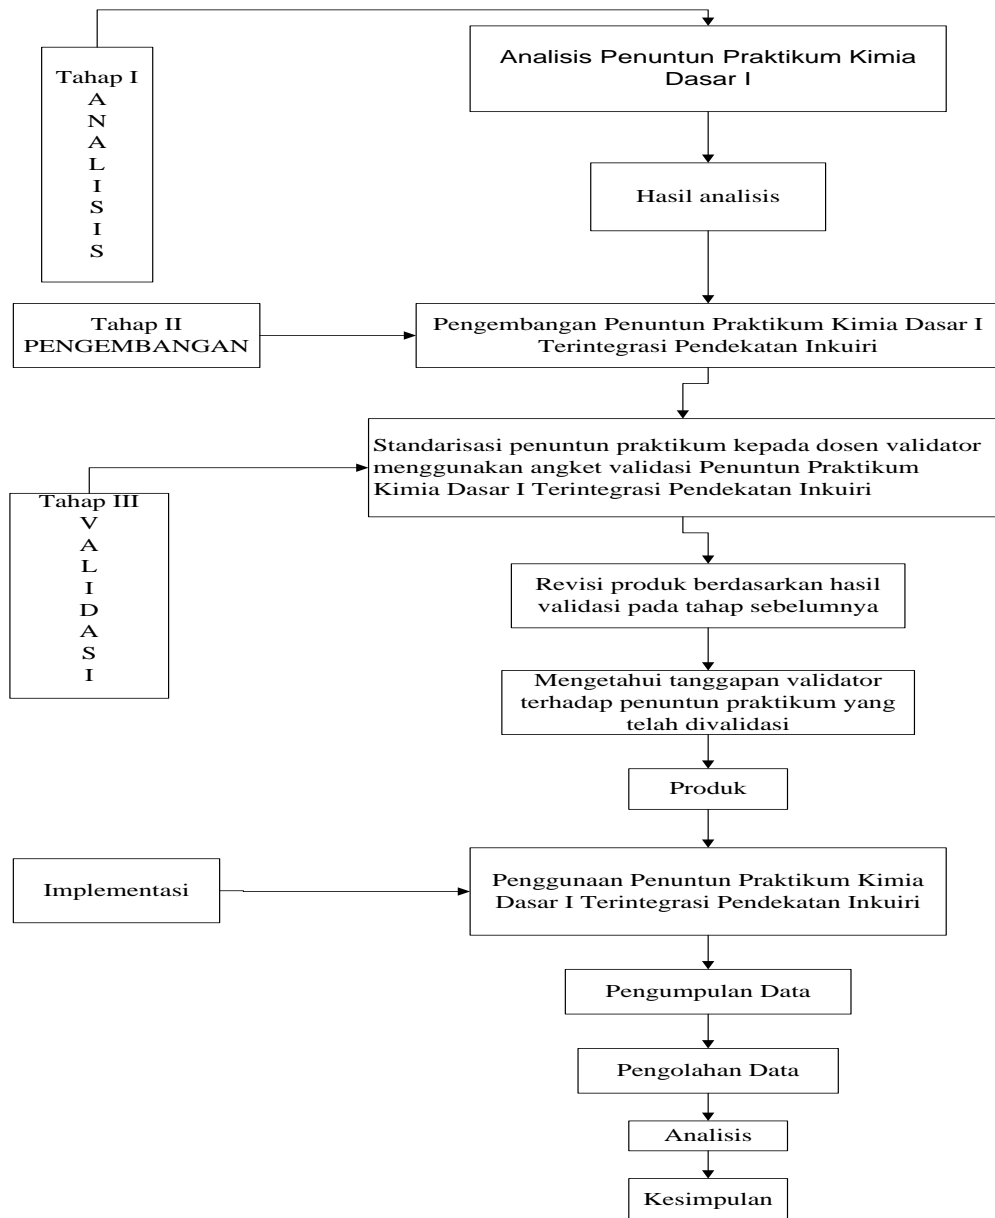 Tahap I
A
N
A
L
I
S
I
S
Analisis Penuntun Praktikum Kimia
Dasar I
Hasil analisis
Tahap II
PENGEMBANGAN
Pengembangan Penuntun Praktikum Kimia Dasar I
Terintegrasi Pendekatan Inkuiri
Standarisasi penuntun praktikum kepada dosen validator
menggunakan angket validasi Penuntun Praktikum
Kimia Dasar I Terintegrasi Pendekatan Inkuiri
Tahap III
V
A
L
I
D
A
S
I
Revisi produk berdasarkan hasil
validasi pada tahap sebelumnya
Mengetahui tanggapan validator
terhadap penuntun praktikum yang
telah divalidasi
Produk
Implementasi
Penggunaan Penuntun Praktikum Kimia
Dasar I Terintegrasi Pendekatan Inkuiri
Pengumpulan Data
Pengolahan Data
Analisis
Kesimpulan